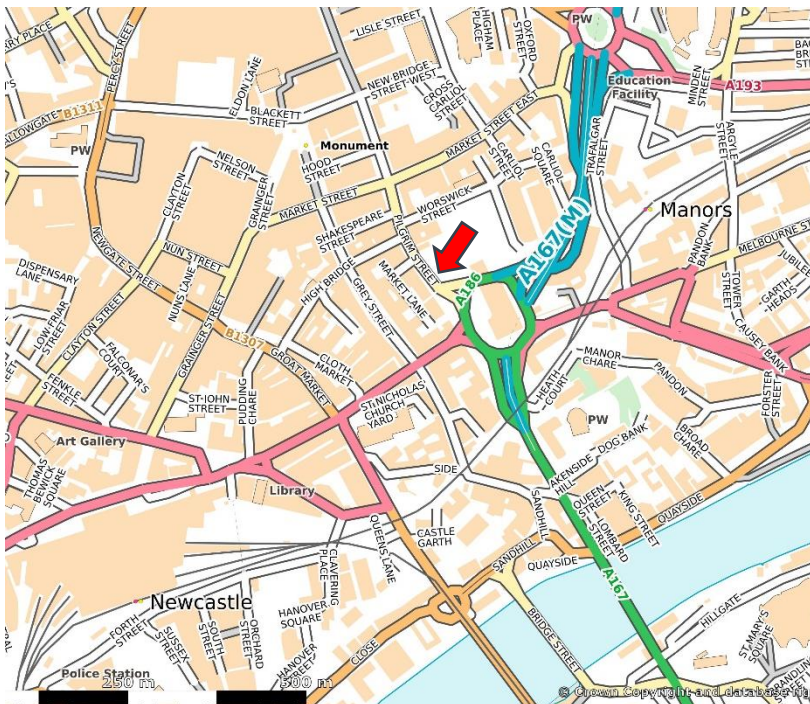 LISLE STREET
HIGHAM
PLACE
OXFORD
STREET
PW
PERCY STREET
ELDON LANE
NEW BRIDGE
STREET WEST
CROSS
CARLIOL
STREET
Education
Facility
A193
MINDEN
STREET
B1311
BLACKETT
STREET
PW
Monument
MARKET STREET EAST
TRAFALGAR
STREET
ARGYLE
STREET
NELSON
STREET
HOOD
STREET
CARLIOL
STREET
CARLIOL
SQUARE
CLAYTON
STREET
GRAINGER
STREET
MARKET STREET
WORSWICK
STREET
Manors
NEWGATE STREET
NUN STREET
SHAKESPEARE
STREET
PILGRIM STREET
A167(M)
PANDON
BANK
MELBOURNE ST
DISPENSARY
LANE
NUNS LANE
HIGH BRIDGE
MARKET LANE
A186
TOWER
STREET
GARTH
HEADS
LOW FRIAR
STREET
CLAYTON STREET
GRAINGER STREET
GREY STREET
CAUSEY BANK
B1307
FALCONAR'S
COURT
GROAT MARKET
CLOTH
MARKET
MANOR
CHARE
PANDON
FENKLE
STREET
ST JOHN
STREET
PUDDING
CHARE
ST NICHOLAS'
CHURCH
YARD
HEATH
COURT
FORSTER
STREET
PW
Art Gallery
DOG BANK
BROAD
CHARE
THOMAS
BEWICK
SQUARE
SIDE
AKENSIDE
HILL
Library
QUEEN
STREET
KING STREET
QUAYSIDE
SANDHILL
LOMBARD
STREET
CASTLE
GARTH
QUEENS LANE
CLAVERING
PLACE
SANDHILL
QUAYSIDE
A167
Newcastle
HANOVER
SQUARE
FORTH
STREET
SUSSEX
STREET
SOUTH
STREET
ORCHARD
STREET
HANOVER
STREET
CLOSE
BRIDGE STREET
HILLGATE
ST MARY'S
SQUARE
Police Station
250 m
500 m
© Crown Copyright and database rig